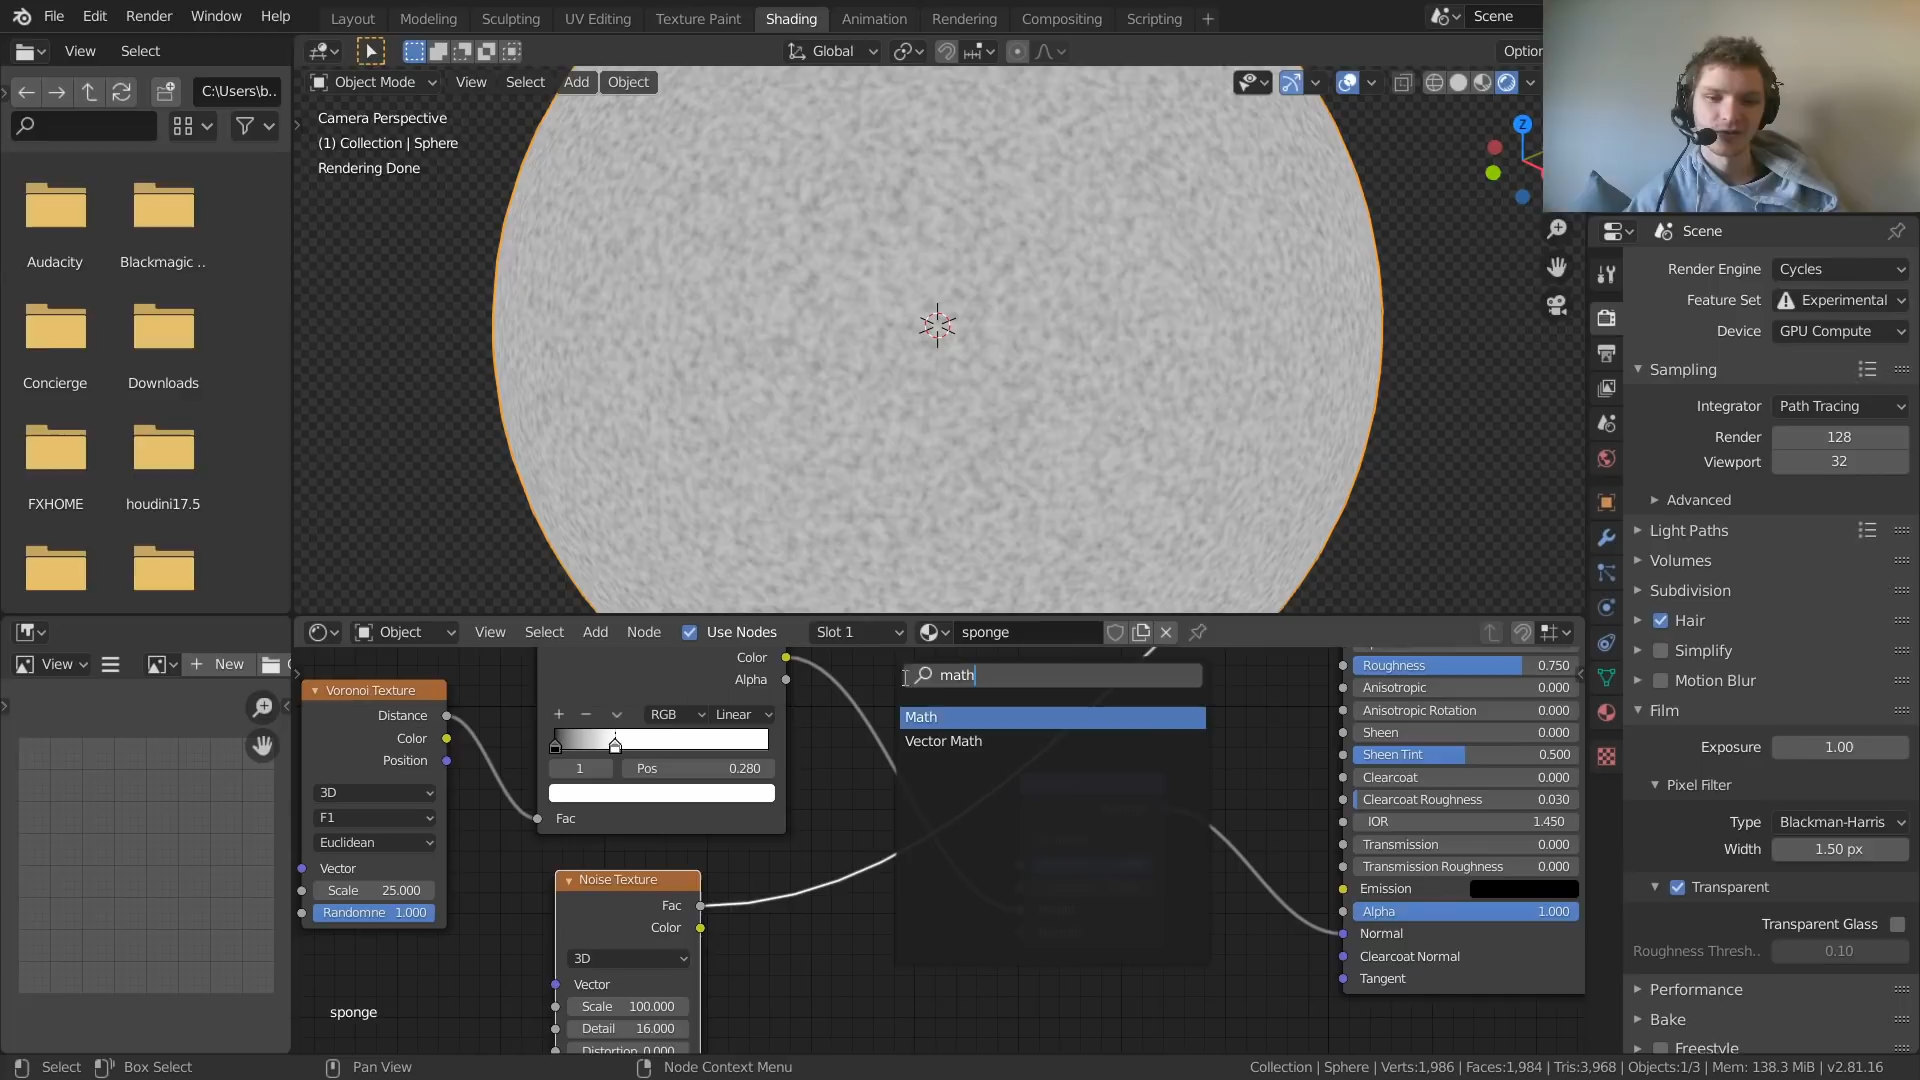 File Edit Render Window Help Layout Modeling Sculpting UV Editing Texture Paint Shading Animation Rendering Compositing Scripting + Scene
View Select Global
Object Mode View Select Add Object
C:\Users\b..
Camera Perspective
(1) Collection | Sphere
Rendering Done
Z
Audacity Blackmagic ..
Concierge Downloads
FXHOME houdini17.5
Scene
Render Engine Cycles
Feature Set Experimental
Device GPU Compute
Sampling
Integrator Path Tracing
Render 128
Viewport 32
Advanced
Light Paths
Volumes
Subdivision
Hair
Simplify
Motion Blur
Film
Exposure 1.00
Pixel Filter
Type Blackman-Harris
Width 1.50 px
Transparent
Transparent Glass
Roughness Thresh.. 0.10
Performance
Bake
Freestyle
Object View Select Add Node Use Nodes Slot 1 sponge
View New
Voronoi Texture
Distance
Color
Position
3D
F1
Euclidean
Vector
Scale 25.000
Randomne 1.000
Color
Alpha
+ - RGB Linear
1 Pos 0.280
Fac
Noise Texture
Fac
Color
3D
Vector
Scale 100.000
Detail 16.000
Distortion 0.000
math
Math
Vector Math
Roughness 0.750
Anisotropic 0.000
Anisotropic Rotation 0.000
Sheen 0.000
Sheen Tint 0.500
Clearcoat 0.000
Clearcoat Roughness 0.030
IOR 1.450
Transmission 0.000
Transmission Roughness 0.000
Emission
Alpha 1.000
Normal
Clearcoat Normal
Tangent
sponge
Select Box Select Pan View Node Context Menu Collection | Sphere | Verts:1,986 | Faces:1,984 | Tris:3,968 | Objects:1/3 | Mem: 138.3 MiB | v2.81.16